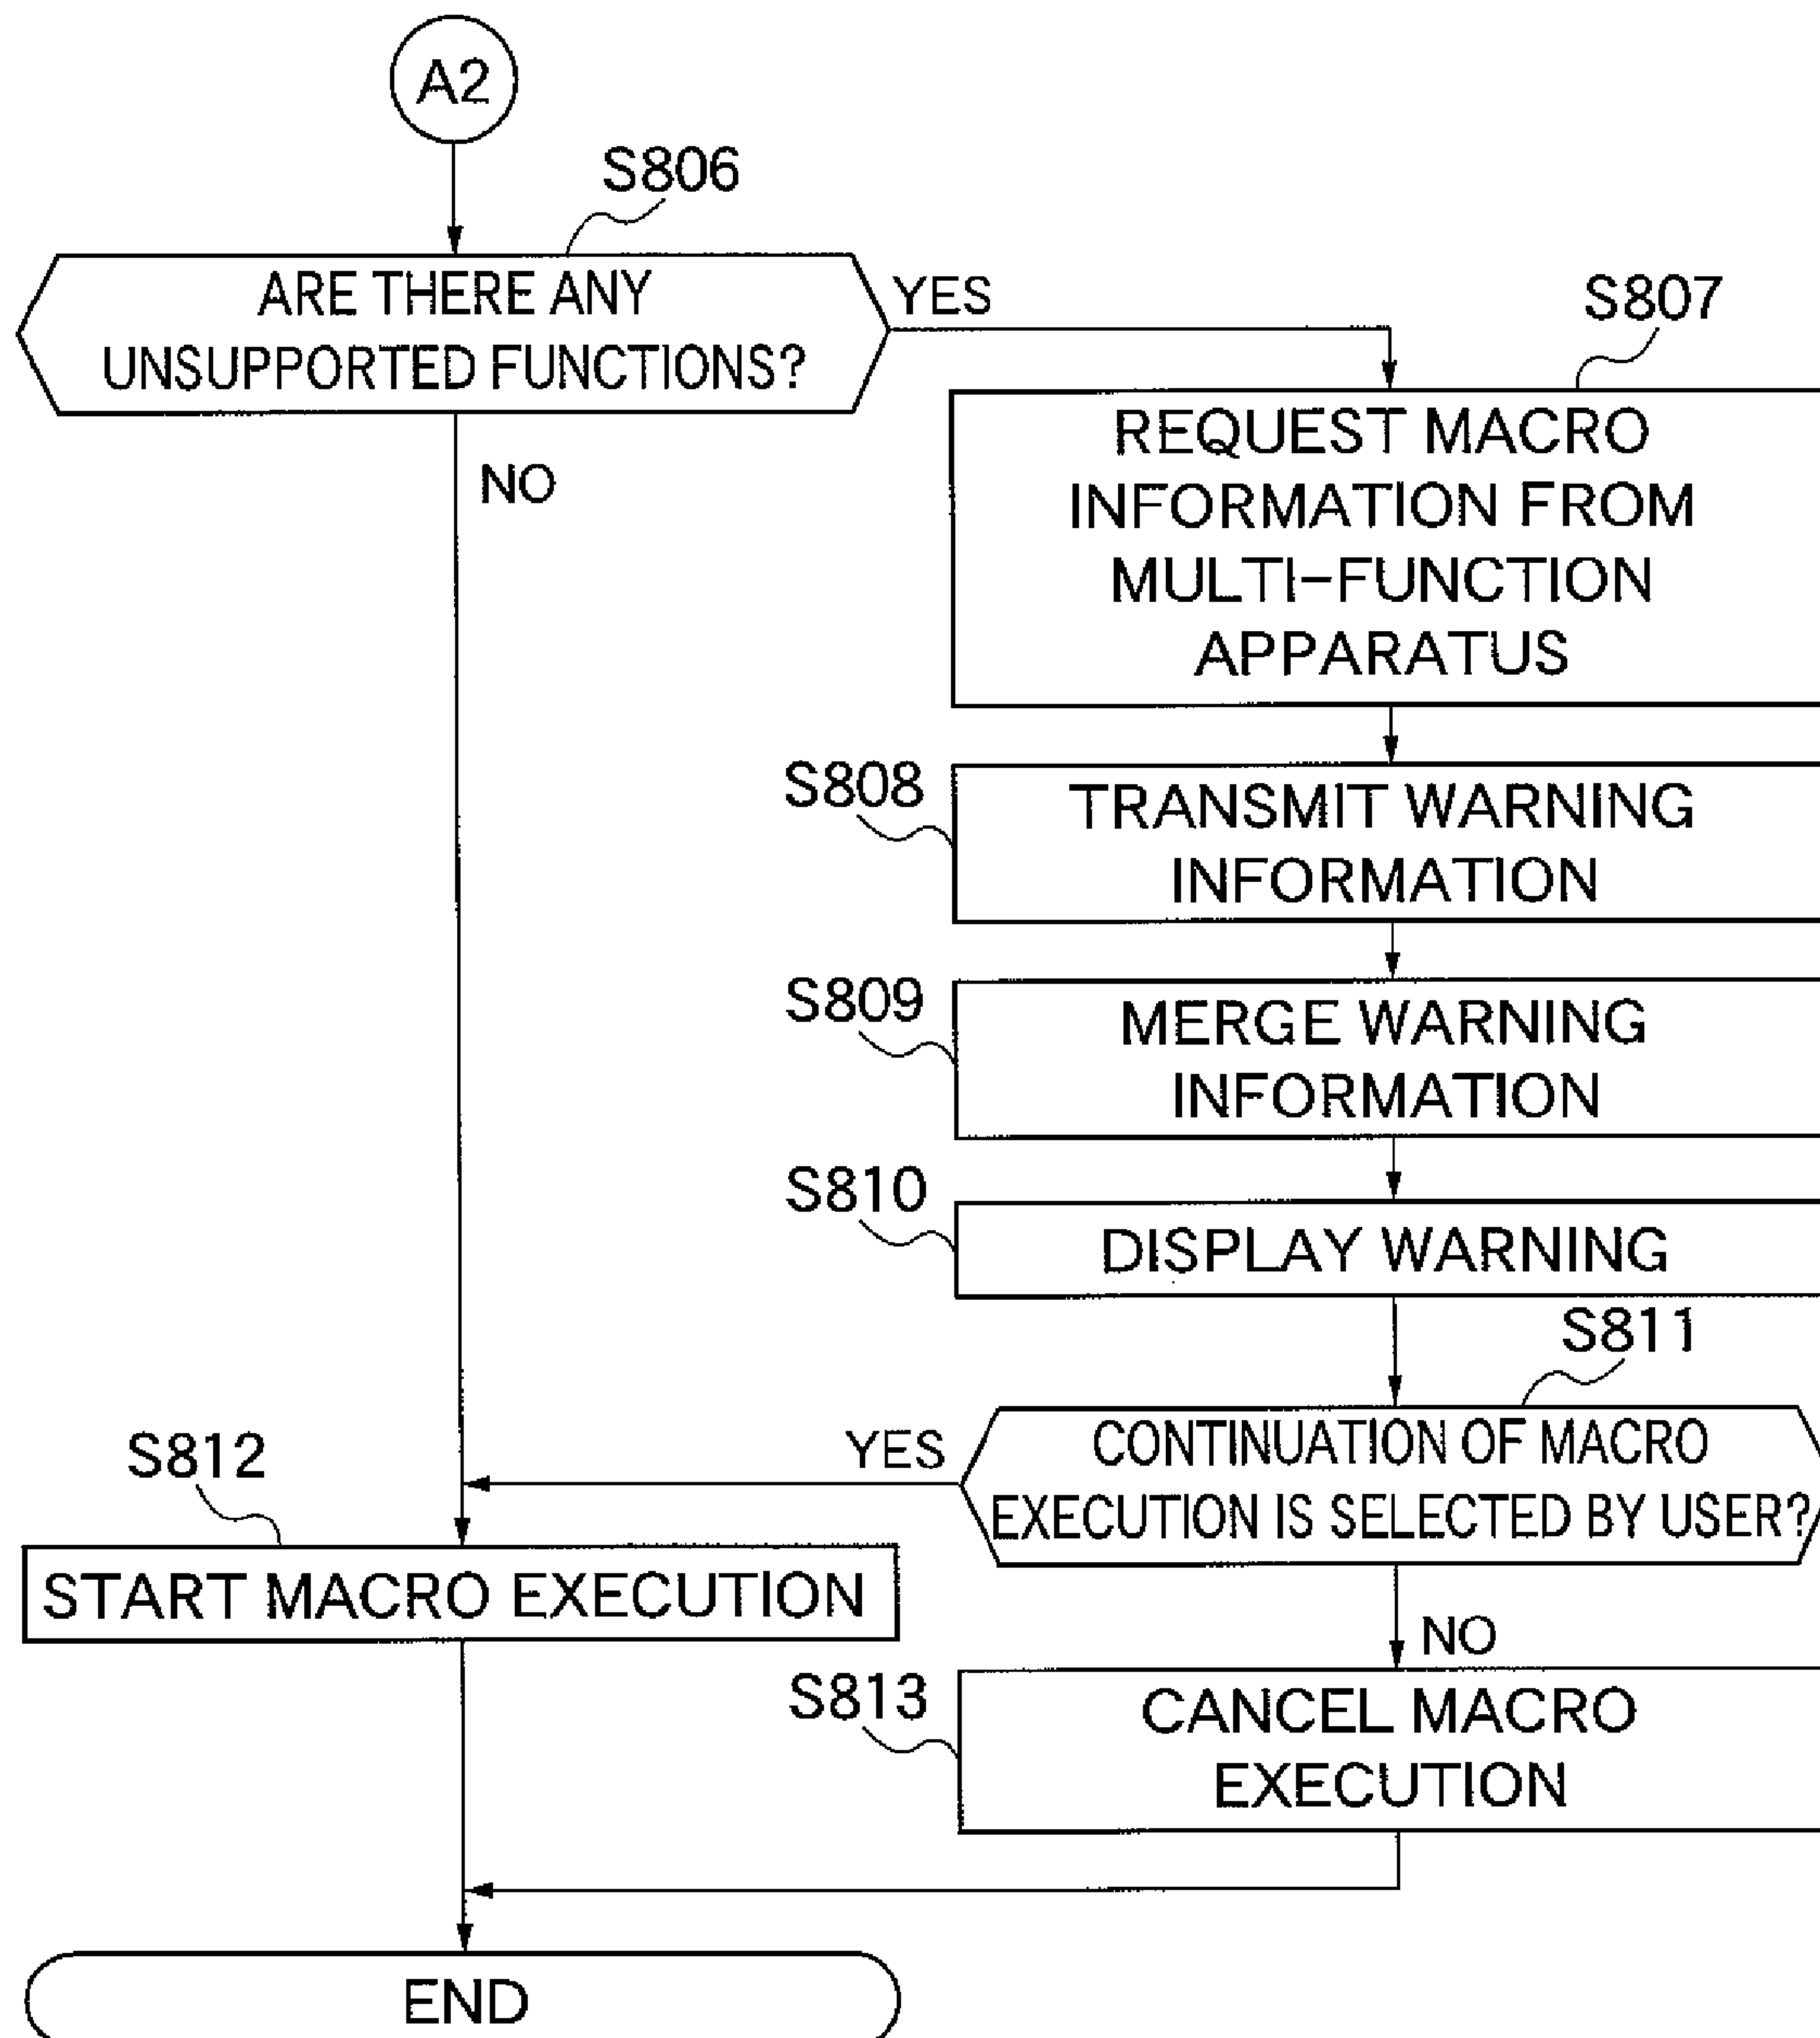 A2
S806
ARE THERE ANY
UNSUPPORTED FUNCTIONS?
YES
NO
S807
REQUEST MACRO
INFORMATION FROM
MULTI-FUNCTION
APPARATUS
S808
TRANSMIT WARNING
INFORMATION
S809
MERGE WARNING
INFORMATION
S810
DISPLAY WARNING
S811
CONTINUATION OF MACRO
EXECUTION IS SELECTED BY USER?
YES
NO
S812
START MACRO EXECUTION
S813
CANCEL MACRO
EXECUTION
END